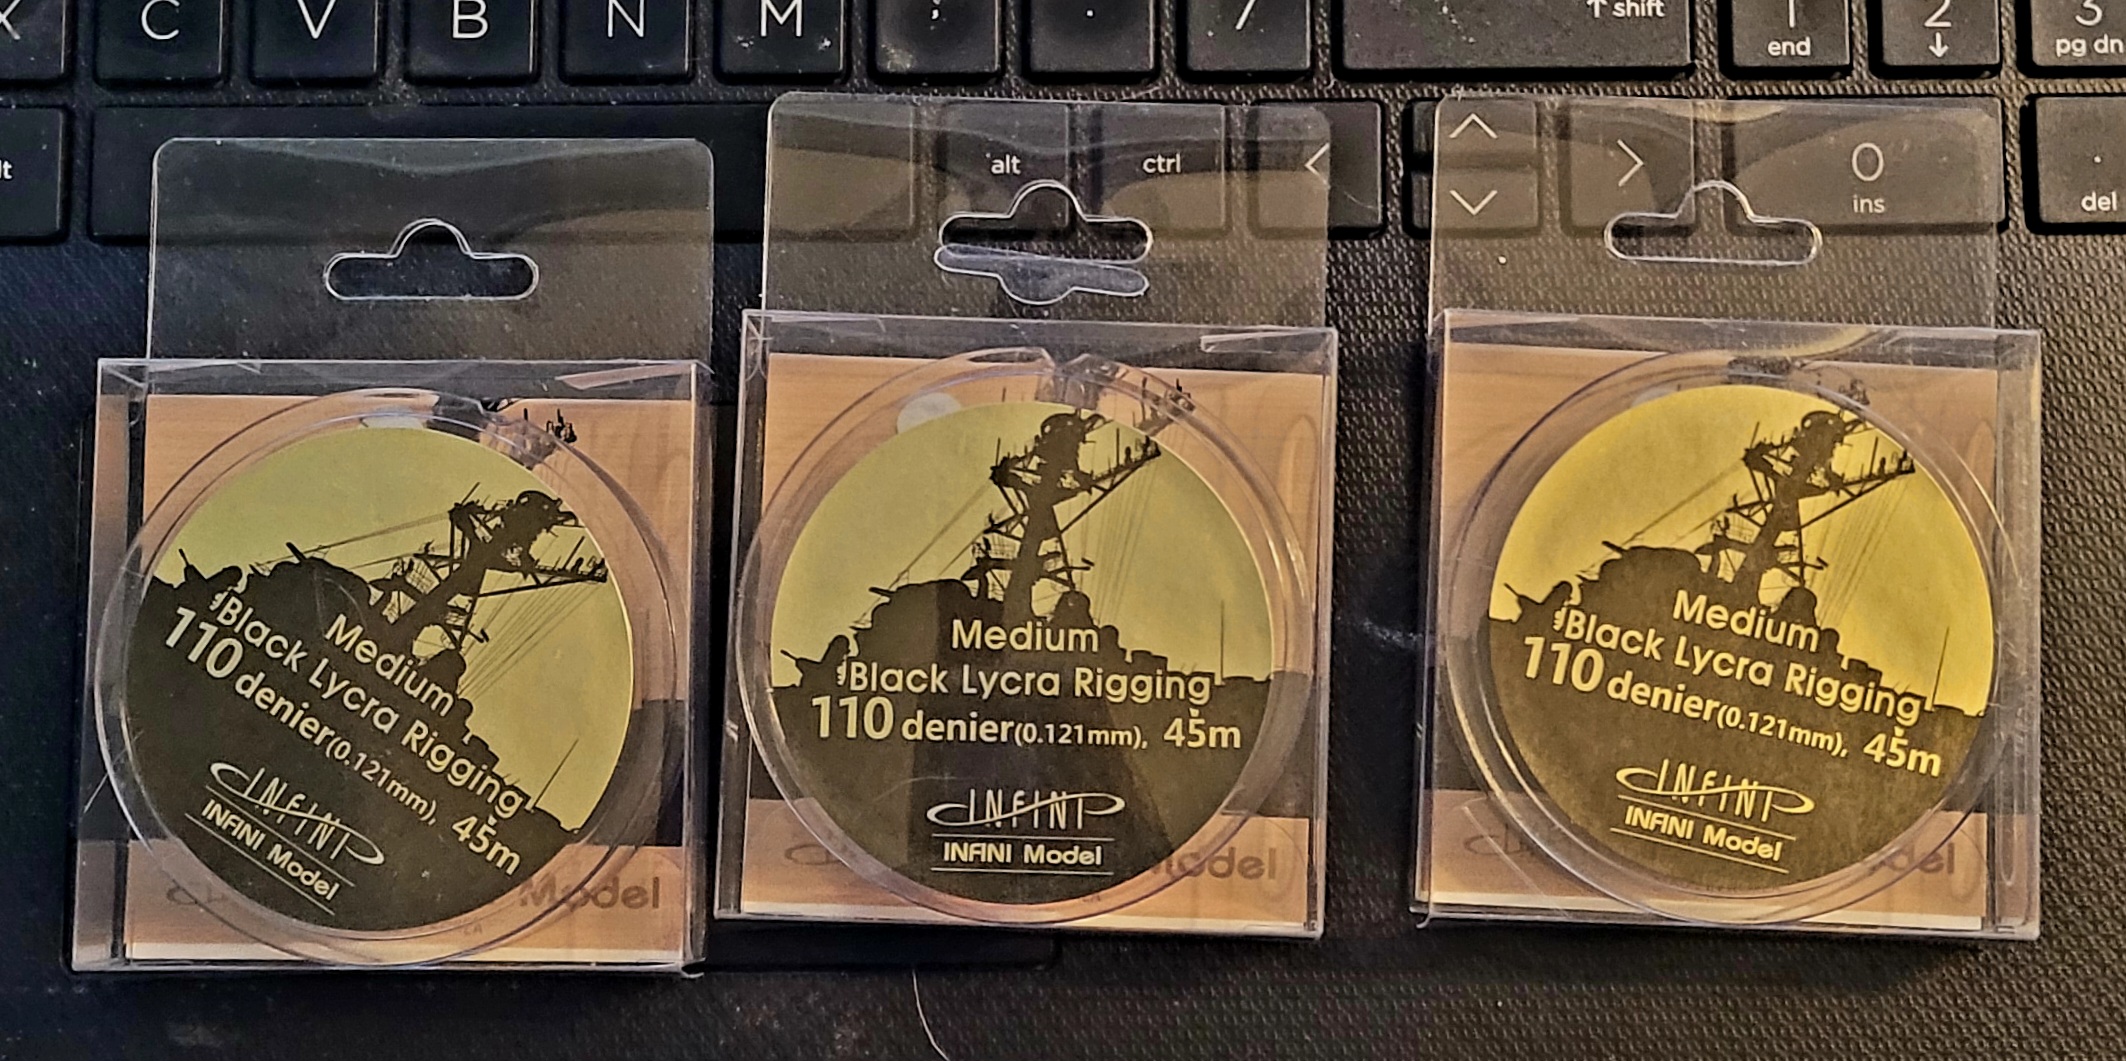 C V B N M ; . / ↑ shift 1 2 3
end ↓ pg dn
alt ctrl < ^ > 0 .
ins del
Medium
Black Lycra Rigging
110 denier(0.121mm), 45m
INFINI
INFINI Model
Model
Medium
Black Lycra Rigging
110 denier(0.121mm), 45m
INFINI
INFINI Model
Model
Medium
Black Lycra Rigging
110 denier(0.121mm), 45m
INFINI
INFINI Model